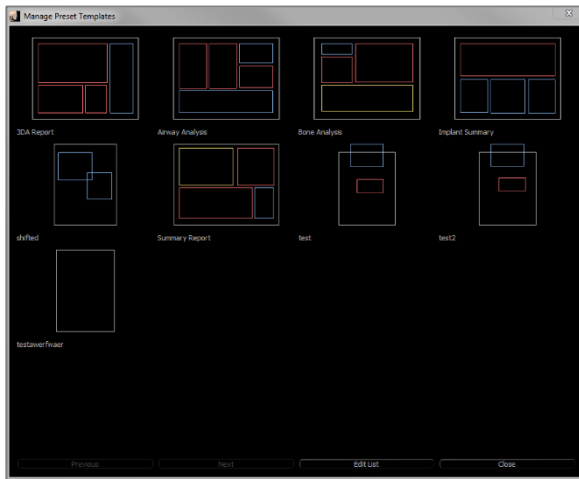 Manage Preset Templates
X
3DA Report
Airway Analysis
Bone Analysis
Implant Summary
shifted
Summary Report
test
test2
testawerfwaer
Previous
Next
Edit List
Close